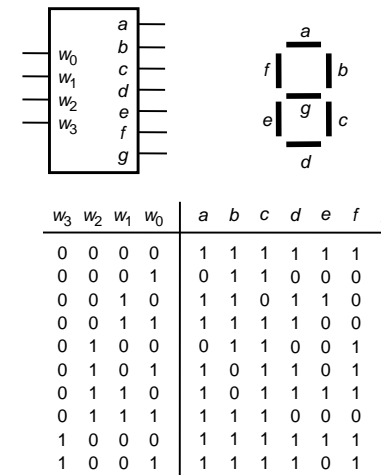 a
b
c
d
e
f
g
w0
w1
w2
w3
a
f b
g
e c
d
w3 w2 w1 w0 a b c d e f
0 0 0 0 1 1 1 1 1 1
0 0 0 1 0 1 1 0 0 0
0 0 1 0 1 1 0 1 1 0
0 0 1 1 1 1 1 1 0 0
0 1 0 0 0 1 1 0 0 1
0 1 0 1 1 0 1 1 0 1
0 1 1 0 1 0 1 1 1 1
0 1 1 1 1 1 1 0 0 0
1 0 0 0 1 1 1 1 1 1
1 0 0 1 1 1 1 1 0 1